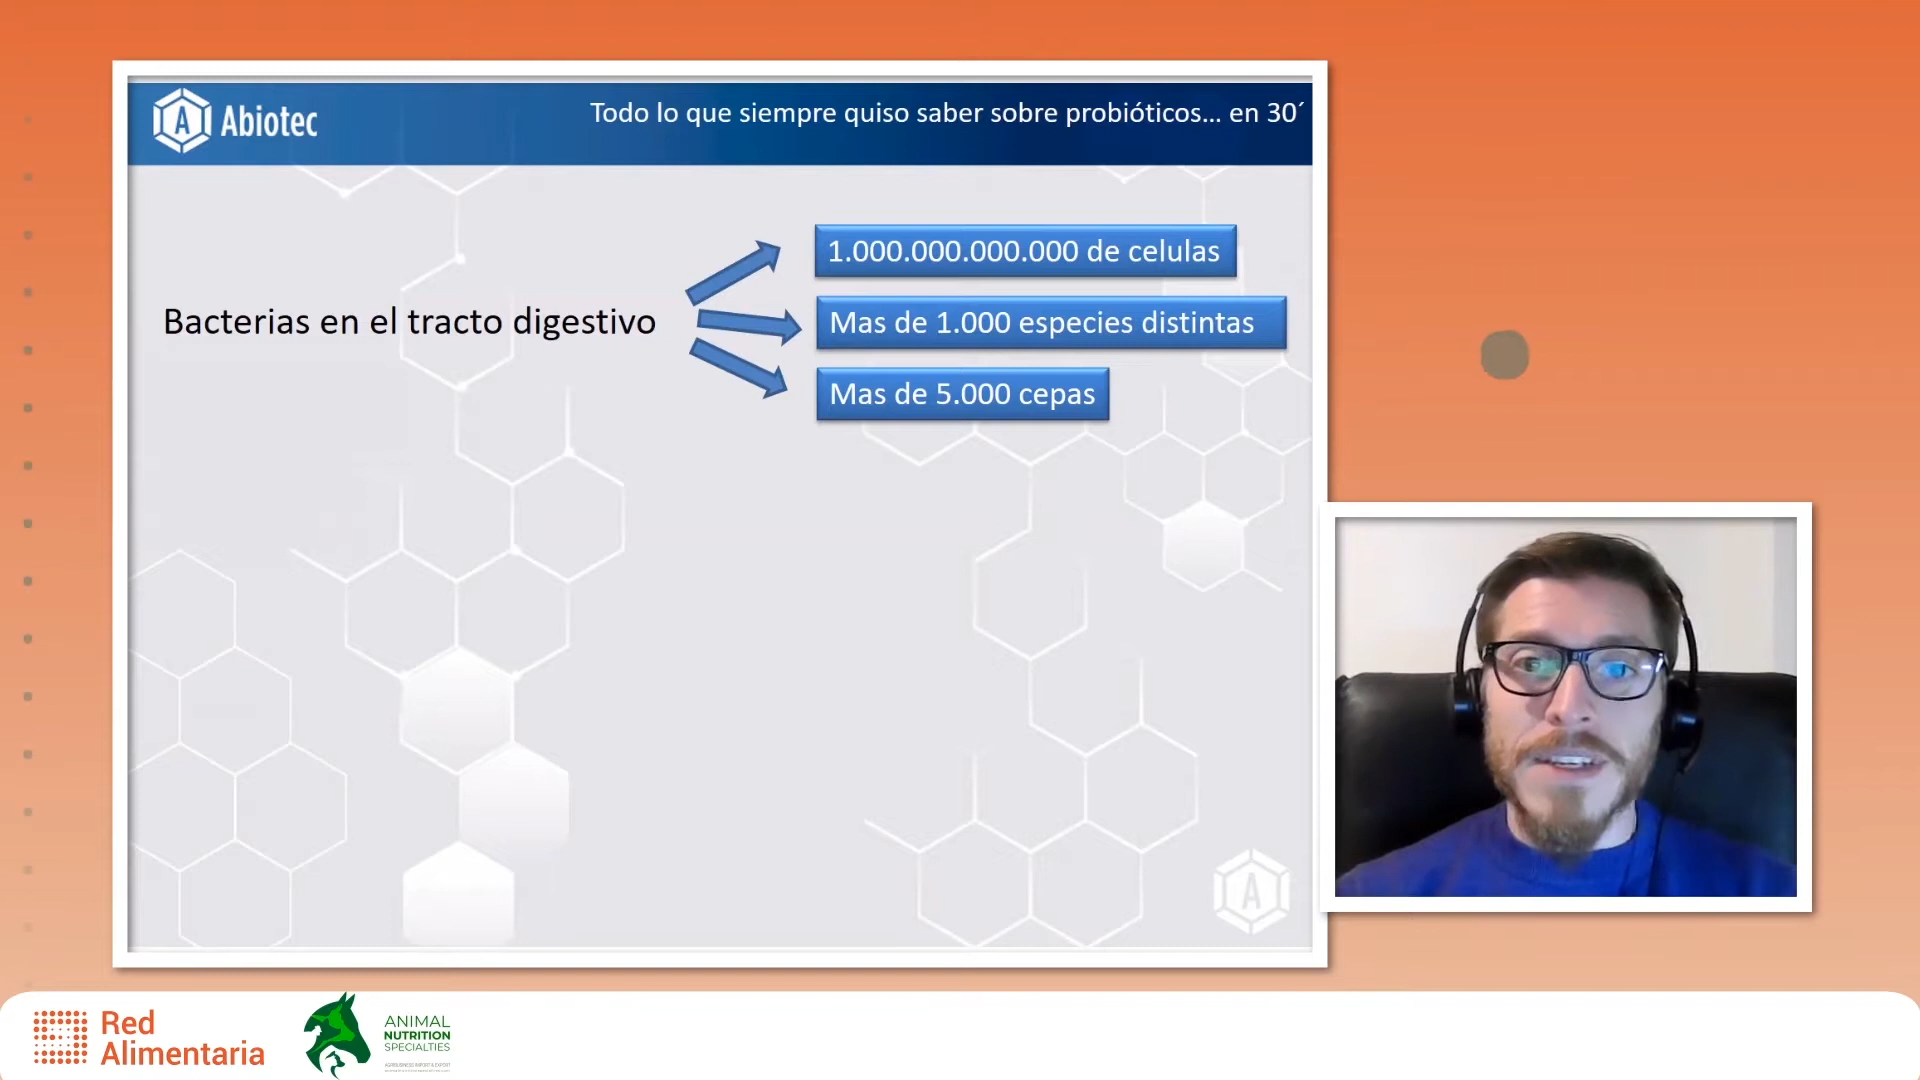 Abiotec
Todo lo que siempre quiso saber sobre probióticos... en 30´
Bacterias en el tracto digestivo
1.000.000.000.000 de celulas
Mas de 1.000 especies distintas
Mas de 5.000 cepas
A
A
Red
Alimentaria
ANIMAL
NUTRITION
SPECIALTIES